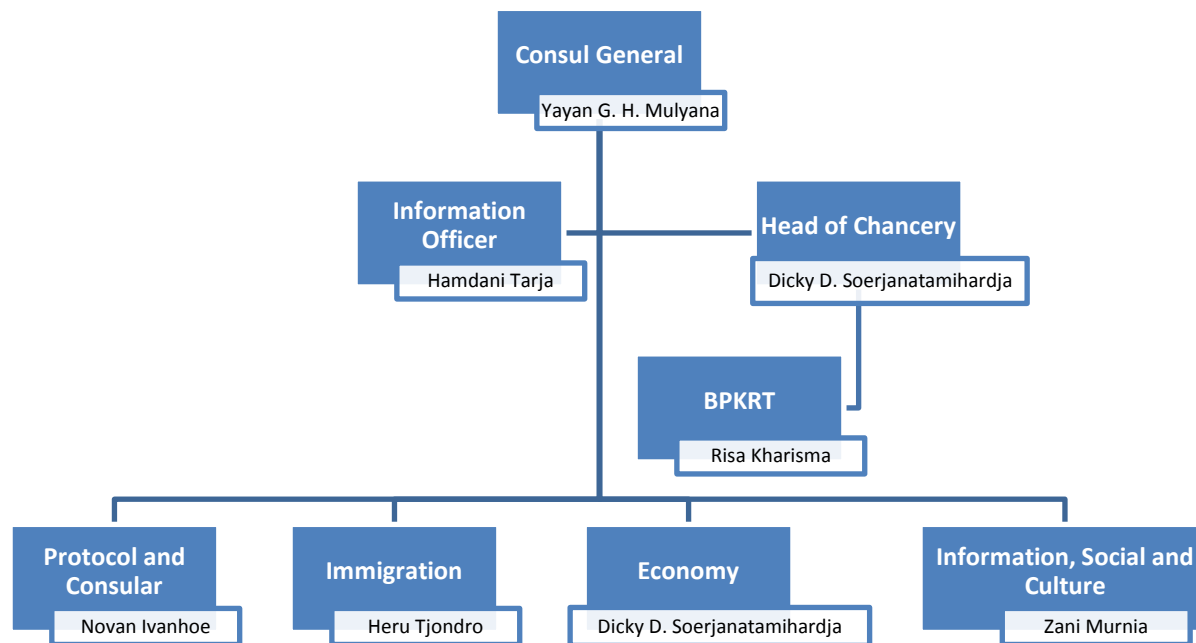 Consul General
Yayan G. H. Mulyana
Information
Officer
Hamdani Tarja
Head of Chancery
Dicky D. Soerjanatamihardja
BPKRT
Risa Kharisma
Protocol and
Consular
Novan Ivanhoe
Immigration
Heru Tjondro
Economy
Dicky D. Soerjanatamihardja
Information, Social and
Culture
Zani Murnia